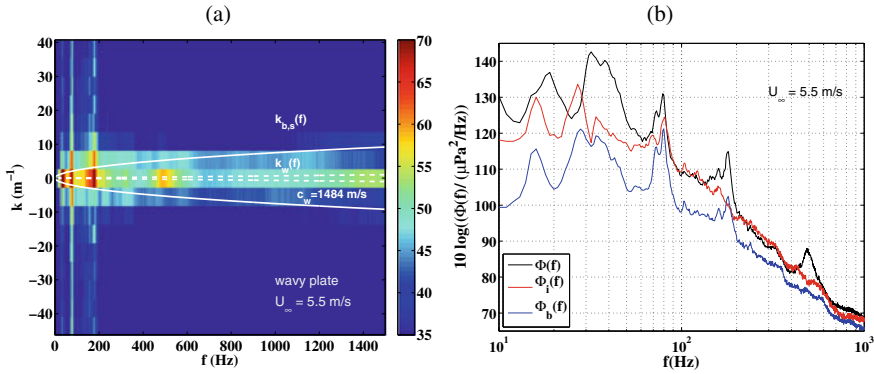 (a)
(b)
40
30
20
10
0
−10
−20
−30
−40
k (m⁻¹)
0
200
400
600
800
1000
1200
1400
f (Hz)
k_{b,s}(f)
k_w(f)
c_w=1484 m/s
wavy plate
U_∞ = 5.5 m/s
70
65
60
55
50
45
40
35
140
130
120
110
100
90
80
70
10 log((Φ(f)/ (μPa²/Hz))
U_∞ = 5.5 m/s
Φ(f)
Φ_i(f)
Φ_b(f)
10¹
10²
10³
f(Hz)